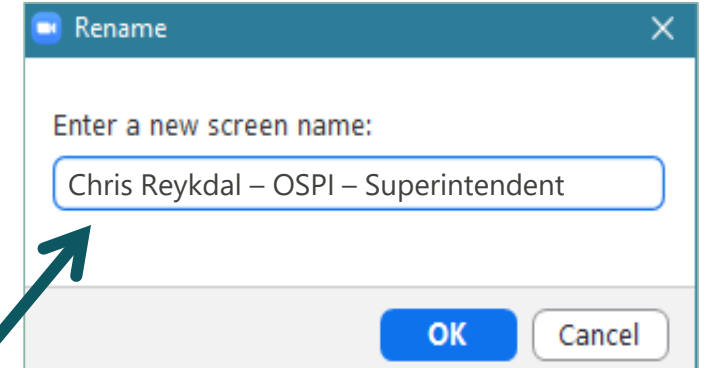 Rename
Enter a new screen name:
Chris Reykdal – OSPI – Superintendent
OK Cancel